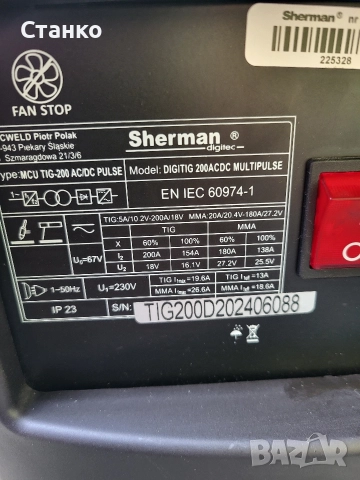 Станко
Sherman ® nr
225328
FAN STOP
CWELD Piotr Polak
-943 Piekary Śląskie
Szmaragdowa 21/3/6
Sherman ®
digitec
ype: MCU TIG-200 AC/DC PULSE
Model: DIGITIG 200ACDC MULTIPULSE
EN IEC 60974-1
TIG:5A/10.2V-200A/18V MMA:20A/20.4V-180A/27.2V
TIG MMA
X 60% 100% 60% 100%
U₀=67V
I₂ 200A 154A 180A 138A
U₂ 18V 16.1V 27.2V 25.5V
1~50Hz
U₁=230V
TIG I1max=19.6A TIG I1eff=13A
MMA I1max=26.6A MMA I1eff=18.6A
IP 23
S/N: TIG200D202406088
BAZAR